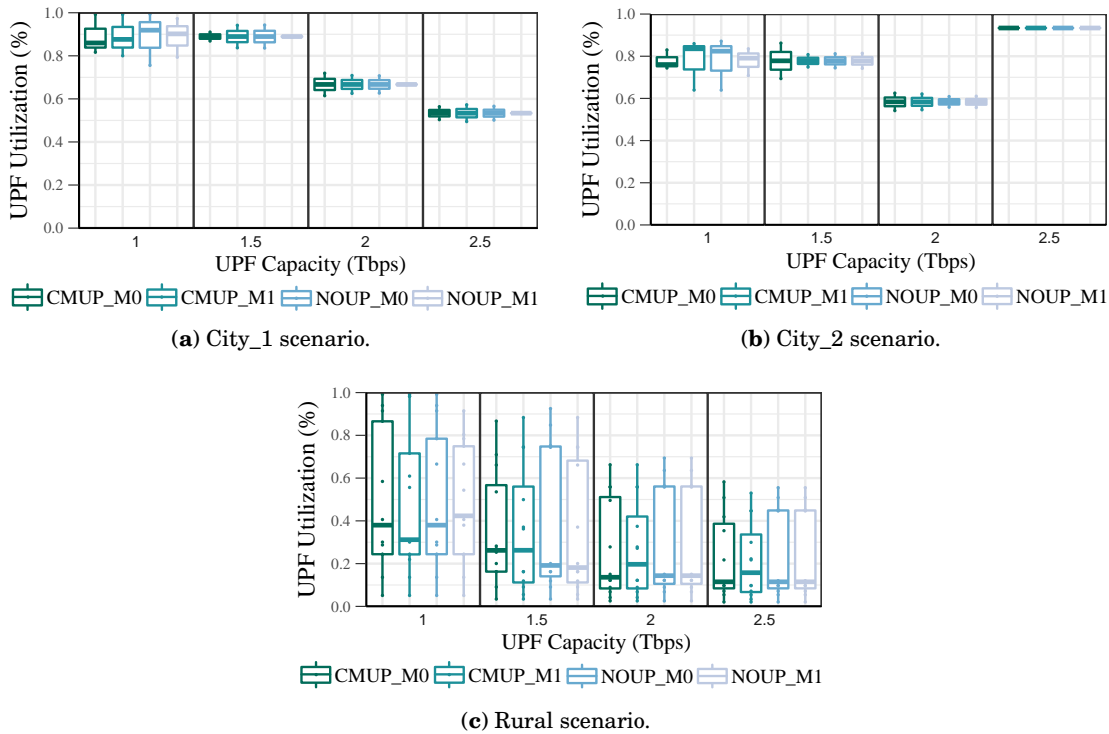 1.0
0.8
0.6
0.4
0.2
0.0
UPF Utilization (%)
1 1.5 2 2.5
UPF Capacity (Tbps)
CMUP_M0 CMUP_M1 NOUP_M0 NOUP_M1
(a) City_1 scenario.
1.0
0.8
0.6
0.4
0.2
0.0
UPF Utilization (%)
1 1.5 2 2.5
UPF Capacity (Tbps)
CMUP_M0 CMUP_M1 NOUP_M0 NOUP_M1
(b) City_2 scenario.
1.0
0.8
0.6
0.4
0.2
0.0
UPF Utilization (%)
1 1.5 2 2.5
UPF Capacity (Tbps)
CMUP_M0 CMUP_M1 NOUP_M0 NOUP_M1
(c) Rural scenario.